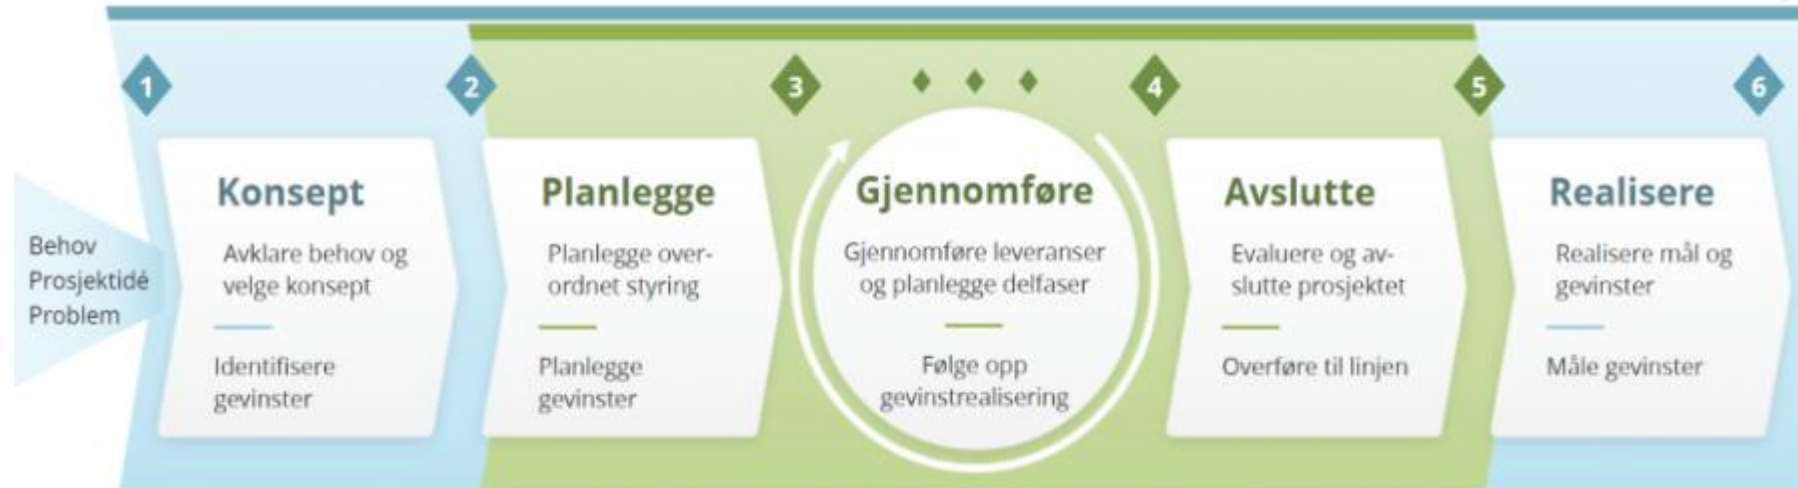 1
2
3
4
5
6
Behov
Prosjektidé
Problem
Konsept
Avklare behov og
velge konsept
Identifisere
gevinster
Planlegge
Planlegge over-
ordnet styring
Planlegge
gevinster
Gjennomføre
Gjennomføre leveranser
og planlegge delfaser
Følge opp
gevinstrealisering
Avslutte
Evaluere og av-
slutte prosjektet
Overføre til linjen
Realisere
Realisere mål og
gevinster
Måle gevinster